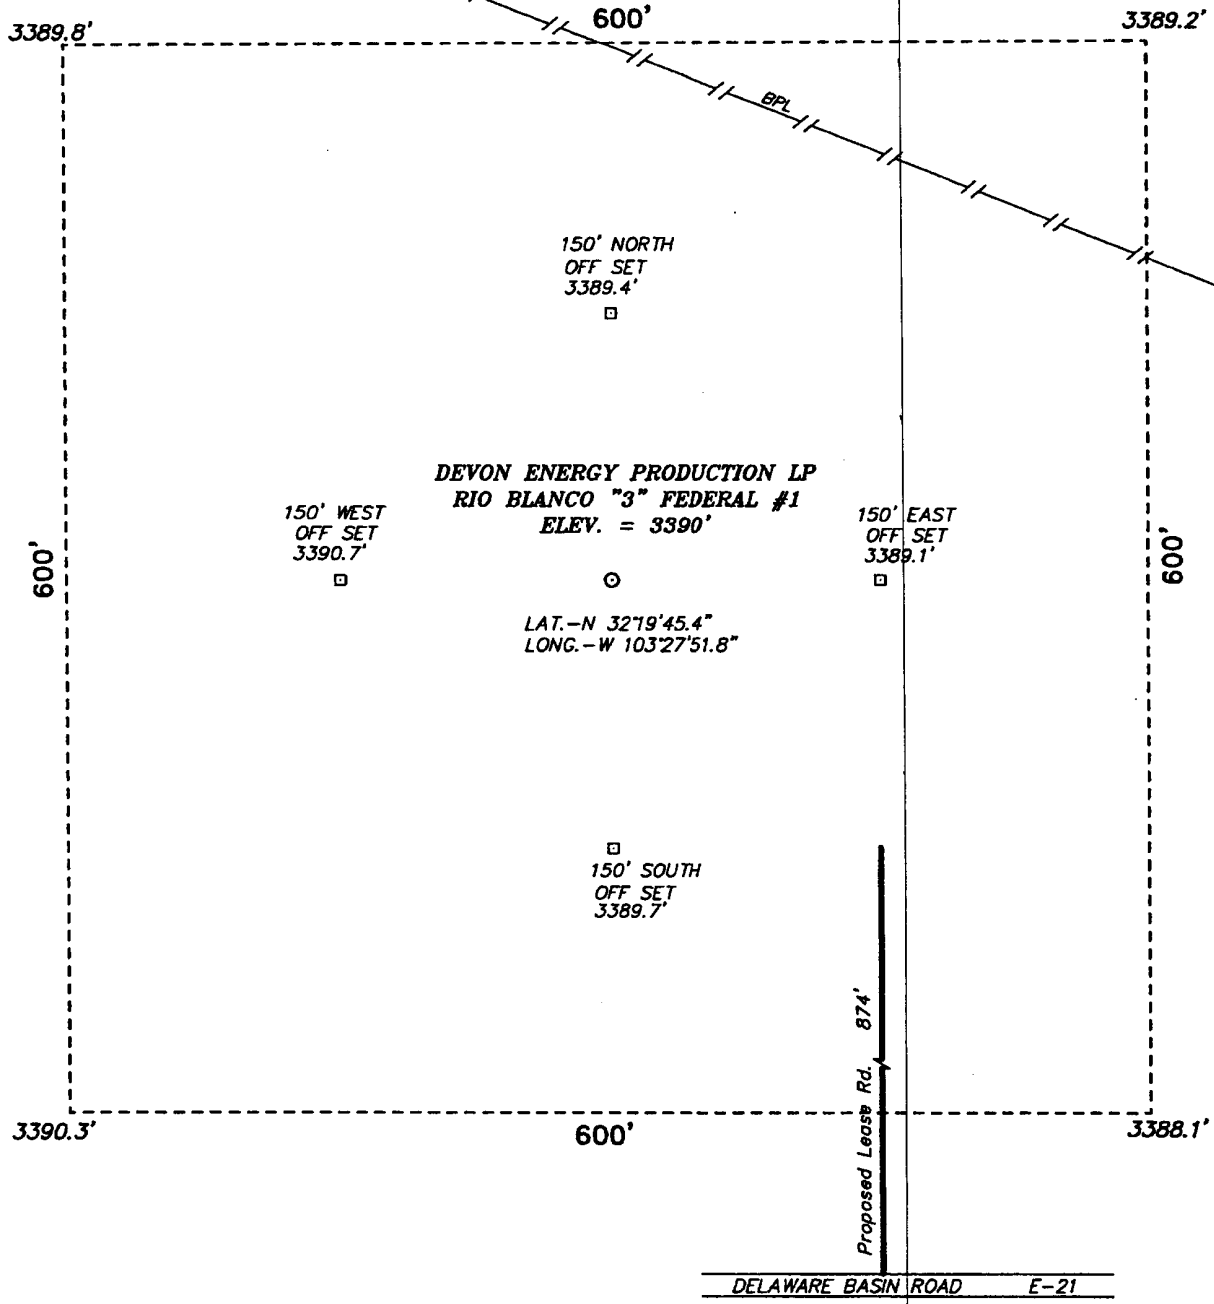 600'
3389.8'
3389.2'
BPL
150' NORTH
OFF SET
3389.4'
DEVON ENERGY PRODUCTION LP
RIO BLANCO "3" FEDERAL #1
ELEV. = 3390'
150' WEST
OFF SET
3390.7'
150' EAST
OFF SET
3389.1'
600'
600'
LAT.-N 32°19'45.4"
LONG.-W 103°27'51.8"
150' SOUTH
OFF SET
3389.7'
Proposed Lease Rd. 874'
3390.3'
600'
3388.1'
DELAWARE BASIN ROAD E-21